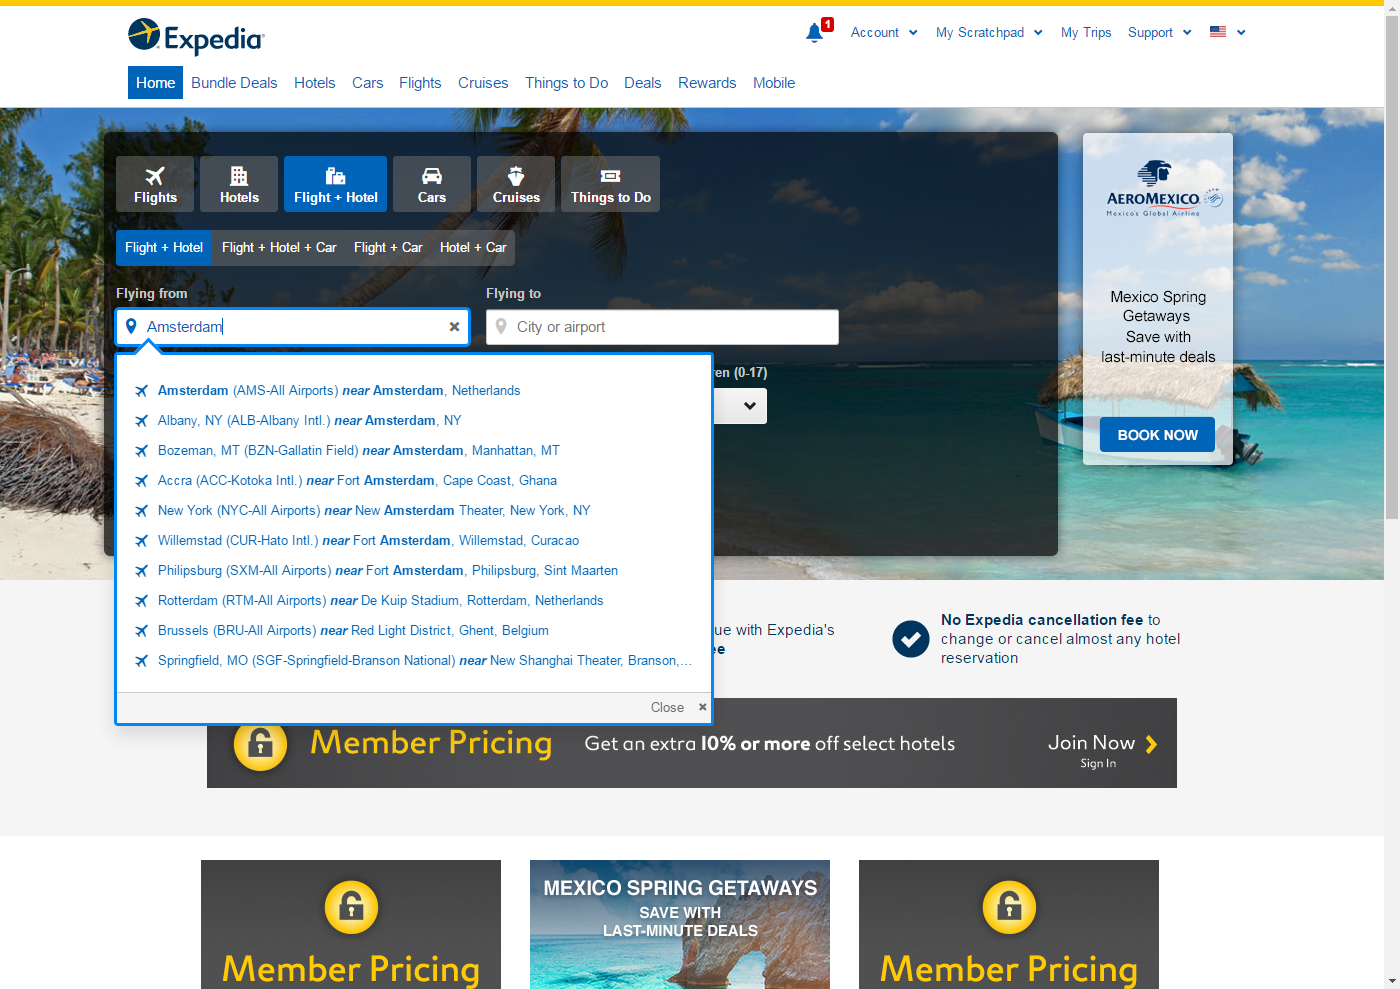 Expedia
1
Account
My Scratchpad
My Trips
Support
Home
Bundle Deals
Hotels
Cars
Flights
Cruises
Things to Do
Deals
Rewards
Mobile
Flights
Hotels
Flight + Hotel
Cars
Cruises
Things to Do
Flight + Hotel
Flight + Hotel + Car
Flight + Car
Hotel + Car
Flying from
Flying to
Amsterdam
City or airport
ren (0-17)
Amsterdam (AMS-All Airports) near Amsterdam, Netherlands
Albany, NY (ALB-Albany Intl.) near Amsterdam, NY
Bozeman, MT (BZN-Gallatin Field) near Amsterdam, Manhattan, MT
Accra (ACC-Kotoka Intl.) near Fort Amsterdam, Cape Coast, Ghana
New York (NYC-All Airports) near New Amsterdam Theater, New York, NY
Willemstad (CUR-Hato Intl.) near Fort Amsterdam, Willemstad, Curacao
Philipsburg (SXM-All Airports) near Fort Amsterdam, Philipsburg, Sint Maarten
Rotterdam (RTM-All Airports) near De Kuip Stadium, Rotterdam, Netherlands
Brussels (BRU-All Airports) near Red Light District, Ghent, Belgium
Springfield, MO (SGF-Springfield-Branson National) near New Shanghai Theater, Branson,...
Close
AEROMEXICO
Mexico's Global Airline
Mexico Spring
Getaways
Save with
last-minute deals
BOOK NOW
ue with Expedia's
ee
No Expedia cancellation fee to
change or cancel almost any hotel
reservation
Member Pricing
Get an extra 10% or more off select hotels
Join Now
Sign In
Member Pricing
MEXICO SPRING GETAWAYS
SAVE WITH
LAST-MINUTE DEALS
Member Pricing